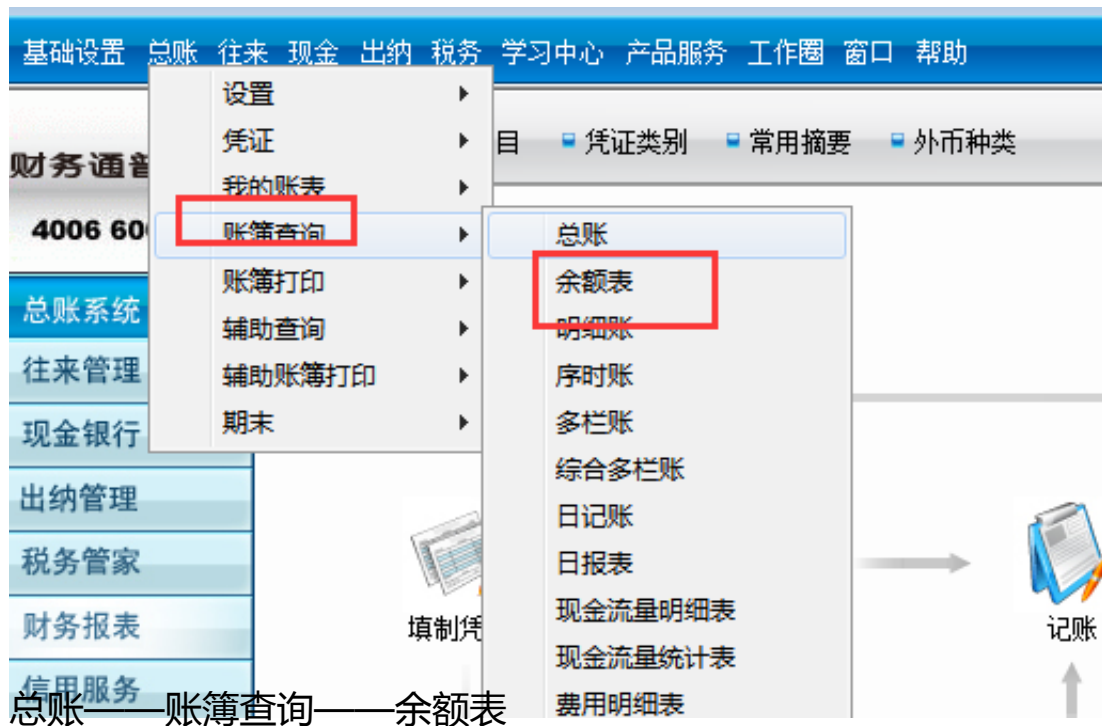 基础设置 总账 往来 现金 出纳 税务 学习中心 产品服务 工作圈 窗口 帮助
目 凭证类别 常用摘要 外币种类
财务通普
4006 60
设置
凭证
我的账表
账簿查询
账簿打印
辅助查询
辅助账簿打印
期末
总账
余额表
明细账
序时账
多栏账
综合多栏账
日记账
日报表
现金流量明细表
现金流量统计表
费用明细表
总账系统
往来管理
现金银行
出纳管理
税务管家
财务报表
信用服务
填制凭
记账
总账——账簿查询——余额表